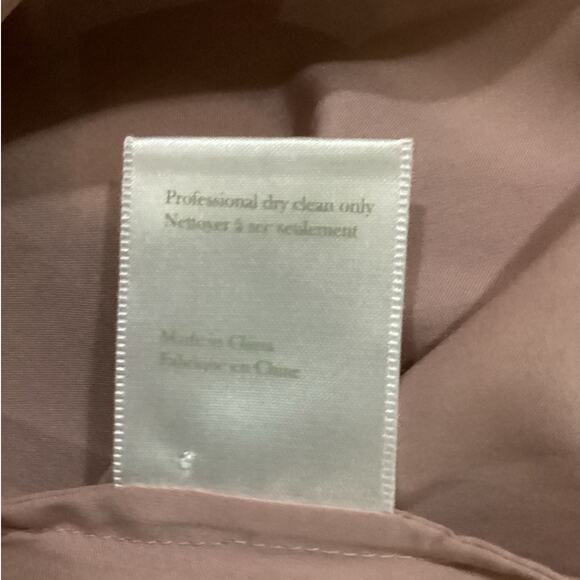 Professional dry clean only
Nettoyer à sec seulement
Made in China
Fabriqué en Chine